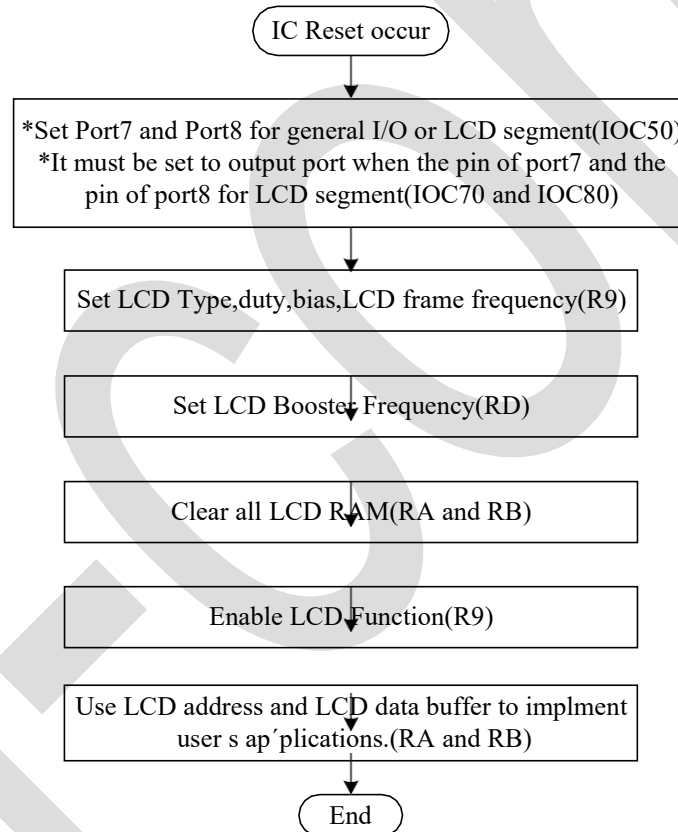 IC Reset occur
*Set Port7 and Port8 for general I/O or LCD segment(IOC50)
*It must be set to output port when the pin of port7 and the
pin of port8 for LCD segment(IOC70 and IOC80)
Set LCD Type,duty,bias,LCD frame frequency(R9)
Set LCD Booster Frequency(RD)
Clear all LCD RAM(RA and RB)
Enable LCD Function(R9)
Use LCD address and LCD data buffer to implment
user s ap´plications.(RA and RB)
End